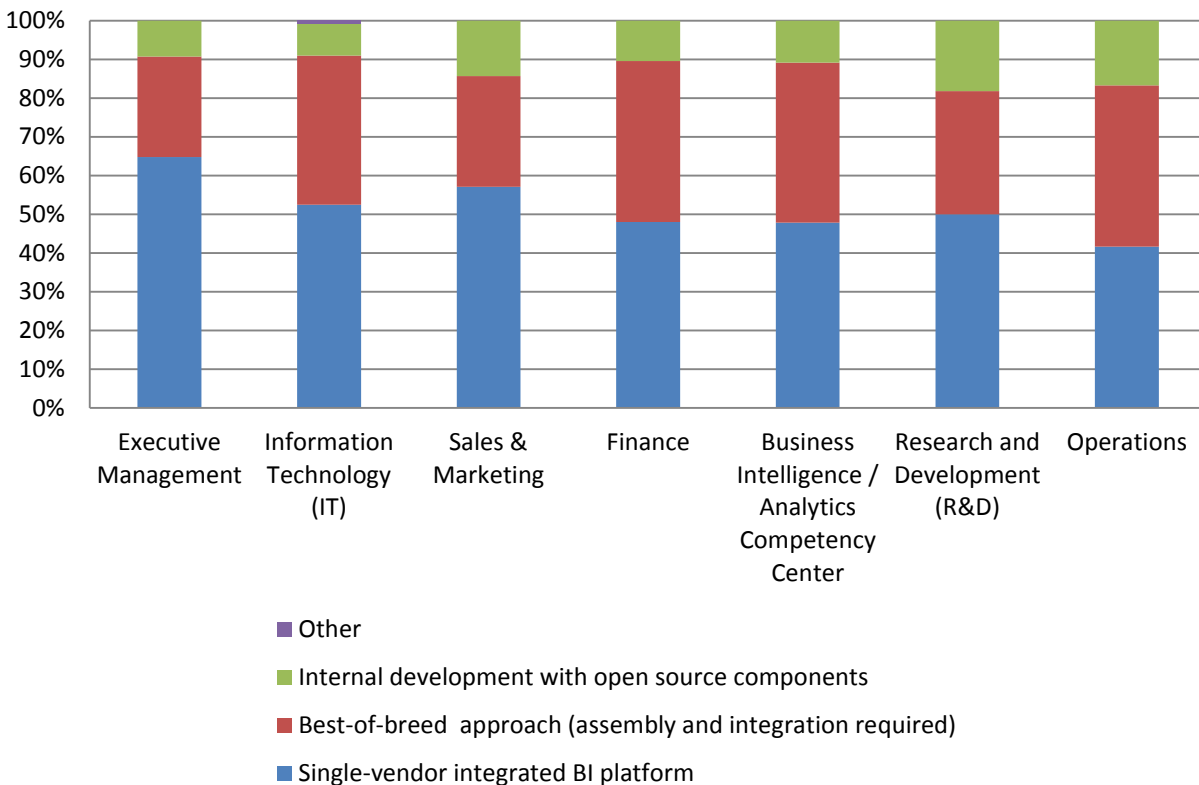 100%
90%
80%
70%
60%
50%
40%
30%
20%
10%
0%
Executive
Management
Information
Technology
(IT)
Sales &
Marketing
Finance
Business
Intelligence /
Analytics
Competency
Center
Research and
Development
(R&D)
Operations
Other
Internal development with open source components
Best-of-breed  approach (assembly and integration required)
Single-vendor integrated BI platform